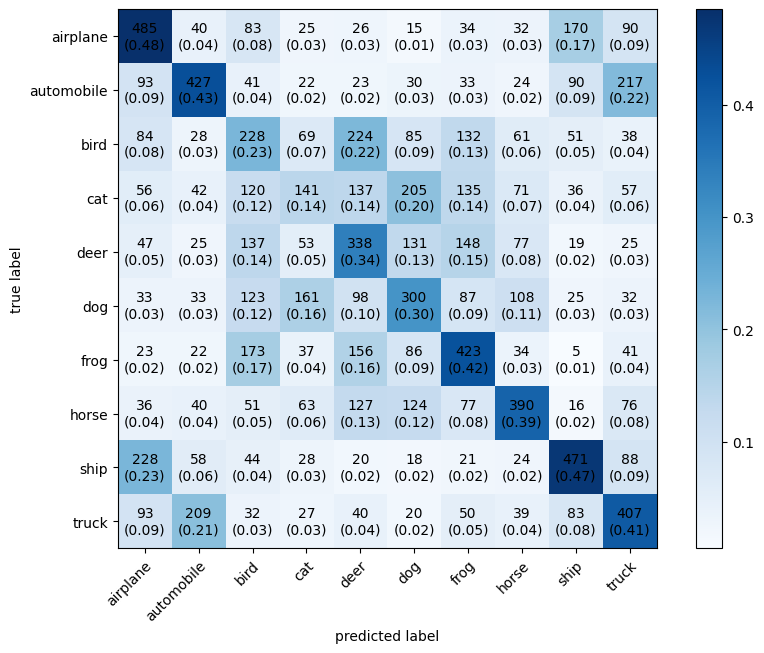 airplane 485 40 83 25 26 15 34 32 170 90
(0.48) (0.04) (0.08) (0.03) (0.03) (0.01) (0.03) (0.03) (0.17) (0.09)
automobile 93 427 41 22 23 30 33 24 90 217
(0.09) (0.43) (0.04) (0.02) (0.02) (0.03) (0.03) (0.02) (0.09) (0.22)
bird 84 28 228 69 224 85 132 61 51 38
(0.08) (0.03) (0.23) (0.07) (0.22) (0.09) (0.13) (0.06) (0.05) (0.04)
cat 56 42 120 141 137 205 135 71 36 57
(0.06) (0.04) (0.12) (0.14) (0.14) (0.20) (0.14) (0.07) (0.04) (0.06)
deer 47 25 137 53 338 131 148 77 19 25
(0.05) (0.03) (0.14) (0.05) (0.34) (0.13) (0.15) (0.08) (0.02) (0.03)
dog 33 33 123 161 98 300 87 108 25 32
(0.03) (0.03) (0.12) (0.16) (0.10) (0.30) (0.09) (0.11) (0.03) (0.03)
frog 23 22 173 37 156 86 423 34 5 41
(0.02) (0.02) (0.17) (0.04) (0.16) (0.09) (0.42) (0.03) (0.01) (0.04)
horse 36 40 51 63 127 124 77 390 16 76
(0.04) (0.04) (0.05) (0.06) (0.13) (0.12) (0.08) (0.39) (0.02) (0.08)
ship 228 58 44 28 20 18 21 24 471 88
(0.23) (0.06) (0.04) (0.03) (0.02) (0.02) (0.02) (0.02) (0.47) (0.09)
truck 93 209 32 27 40 20 50 39 83 407
(0.09) (0.21) (0.03) (0.03) (0.04) (0.02) (0.05) (0.04) (0.08) (0.41)
airplane automobile bird cat deer dog frog horse ship truck
predicted label
true label
0.4
0.3
0.2
0.1